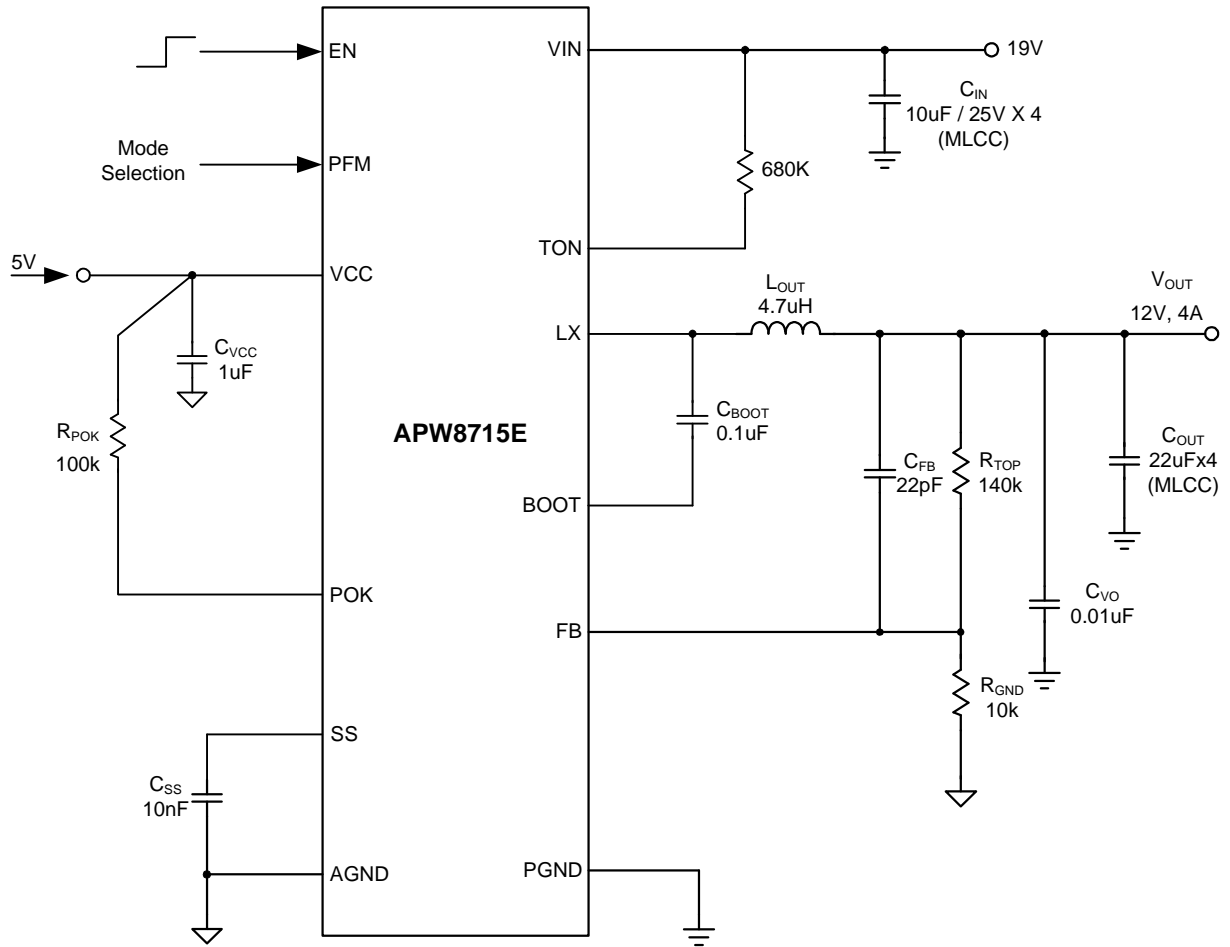 EN
VIN
19V
C_IN
10uF / 25V X 4
(MLCC)
Mode
Selection
PFM
680K
TON
5V
VCC
L_OUT
4.7uH
V_OUT
12V, 4A
LX
C_VCC
1uF
R_POK
100k
APW8715E
C_BOOT
0.1uF
C_FB
22pF
R_TOP
140k
C_OUT
22uFx4
(MLCC)
BOOT
POK
C_VO
0.01uF
FB
R_GND
10k
SS
C_SS
10nF
AGND
PGND